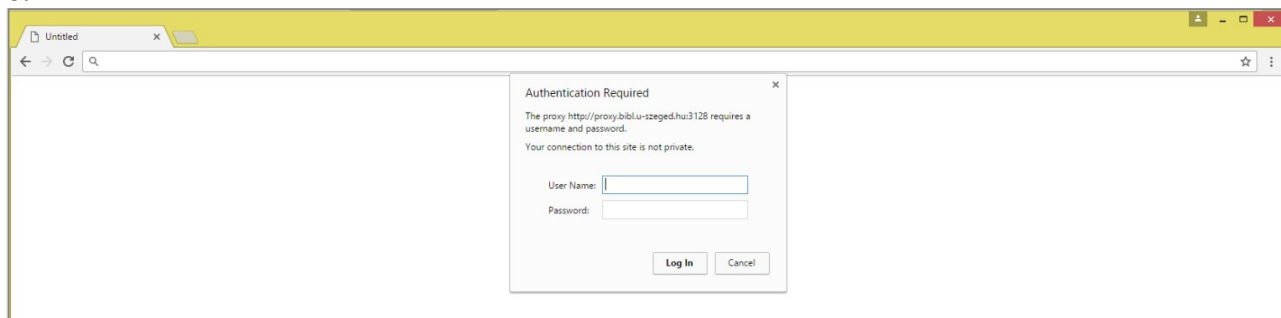 Untitled
Authentication Required
The proxy http://proxy.bibl.u-szeged.hu:3128 requires a
username and password.
Your connection to this site is not private.
User Name:
Password:
Log In Cancel